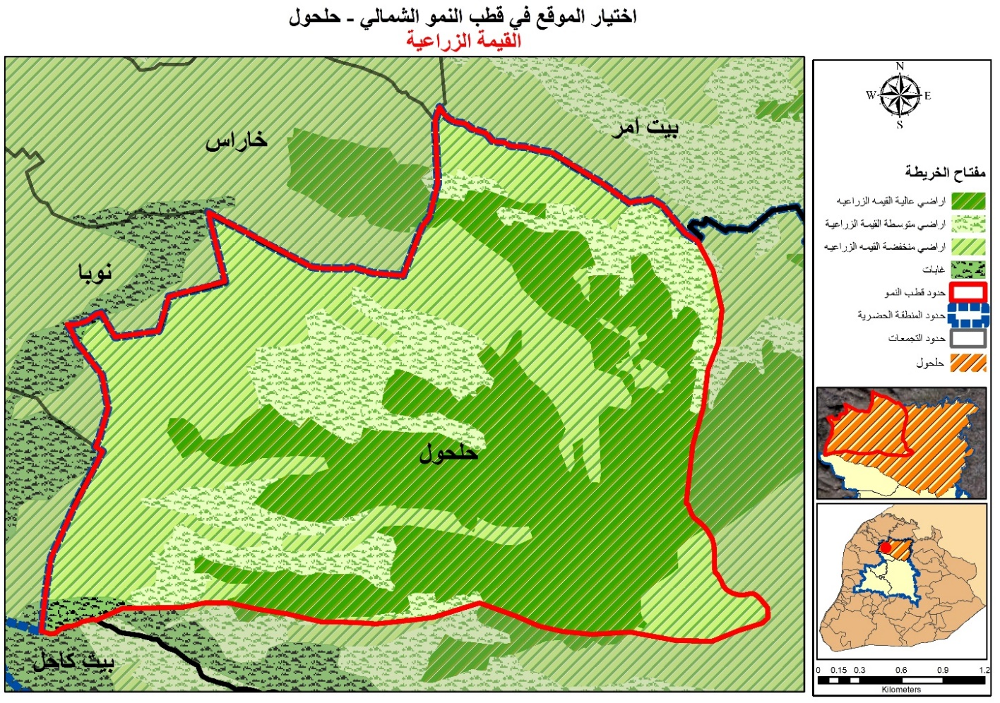 اختيار الموقع في قطب النمو الشمالي - حلحول
القيمة الزراعية
خاراس
بيت امر
نوبا
حلحول
بيت كاحل
N
W E
S
مفتاح الخريطة
اراضي عالية القيمه الزراعيه
اراضي متوسطة القيمة الزراعية
اراضي منخفضة القيمه الزراعيه
غابات
حدود قطب النمو
حدود المنطقة الحضرية
حدود التجمعات
حلحول
0 0.15 0.3 0.6 0.9 1.2
Kilometers